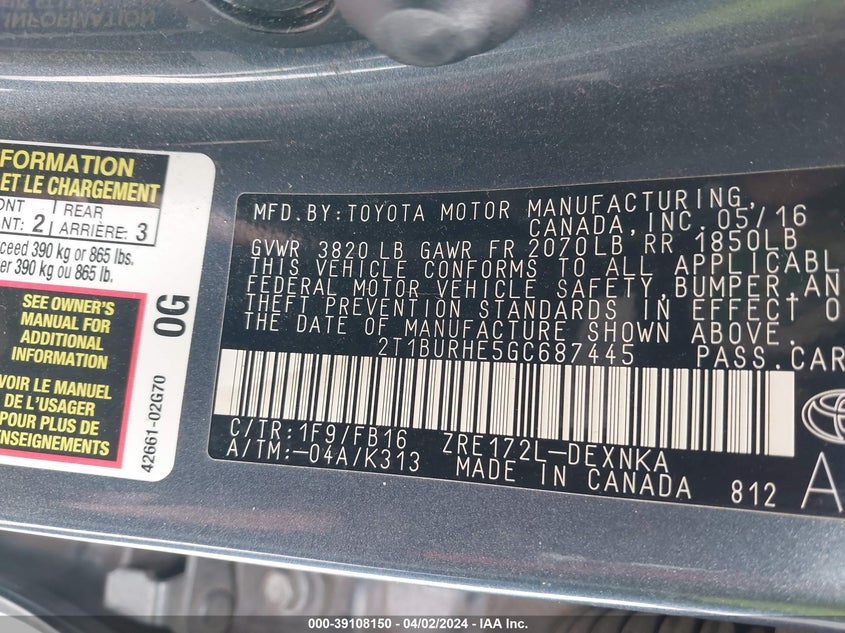 INFORMATION
FORMATION
ET LE CHARGEMENT
REAR
2
ARRIÈRE: 3
390 kg or 865 lbs.
390 kg ou 865 lb.
SEE OWNER'S
MANUAL FOR
ADDITIONAL
INFORMATION
VOIR LE MANUEL
DE L'USAGER
POUR PLUS DE
0G
42661-02G70
MFD.BY:TOYOTA MOTOR MANUFACTURING,
CANADA,INC.05/16
GVWR 3820 LB GAWR FR 2070LB RR 1850LB
THIS VEHICLE CONFORMS TO ALL APPLICABL
FEDERAL MOTOR VEHICLE SAFETY,BUMPER,AN
THEFT PREVENTION STANDARDS IN EFFECT O
THE DATE OF MANUFACTURE SHOWN ABOVE.
2T1BURHE5GC687445 PASS.CAR
C/TR:1F9/FB16 ZRE172L-DEXNKA
A/TM:-04A/K313 MADE IN CANADA 812 A
000-39108150 - 04/02/2024 - IAA Inc.